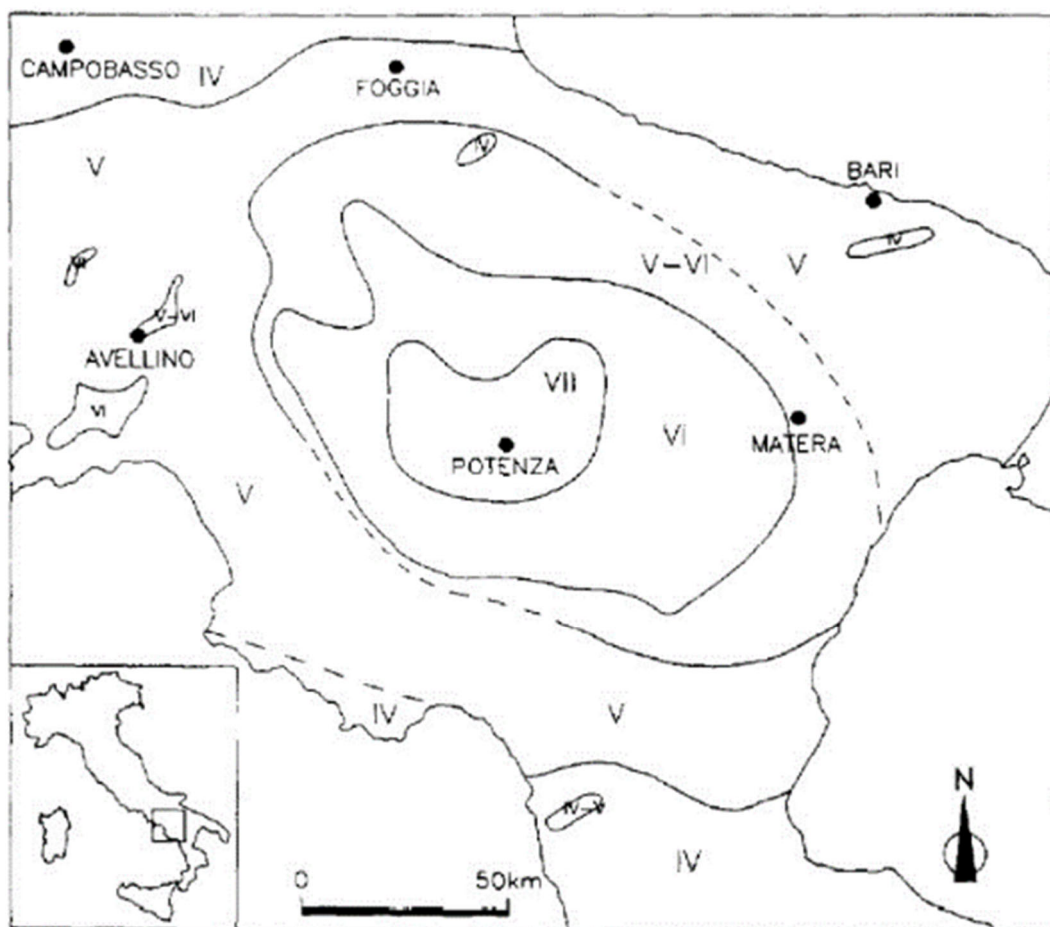 CAMPOBASSO
IV
FOGGIA
V
IV
BARI
IV
V-VI
V
V-VI
AVELLINO
VII
VI
VI
MATERA
POTENZA
V
IV
V
IV-V
IV
N
0
50km